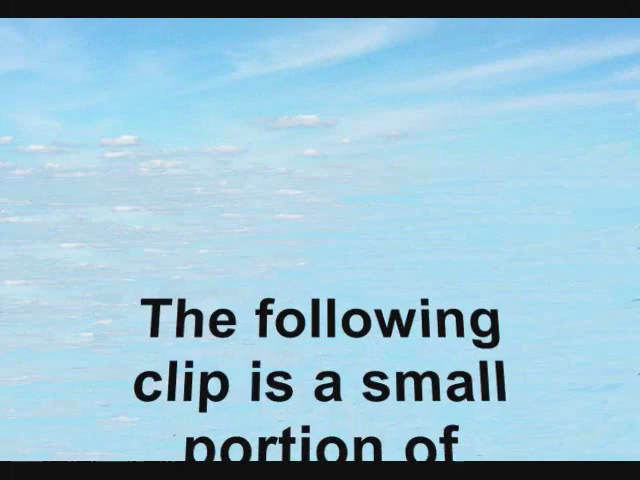 The following
clip is a small
portion of